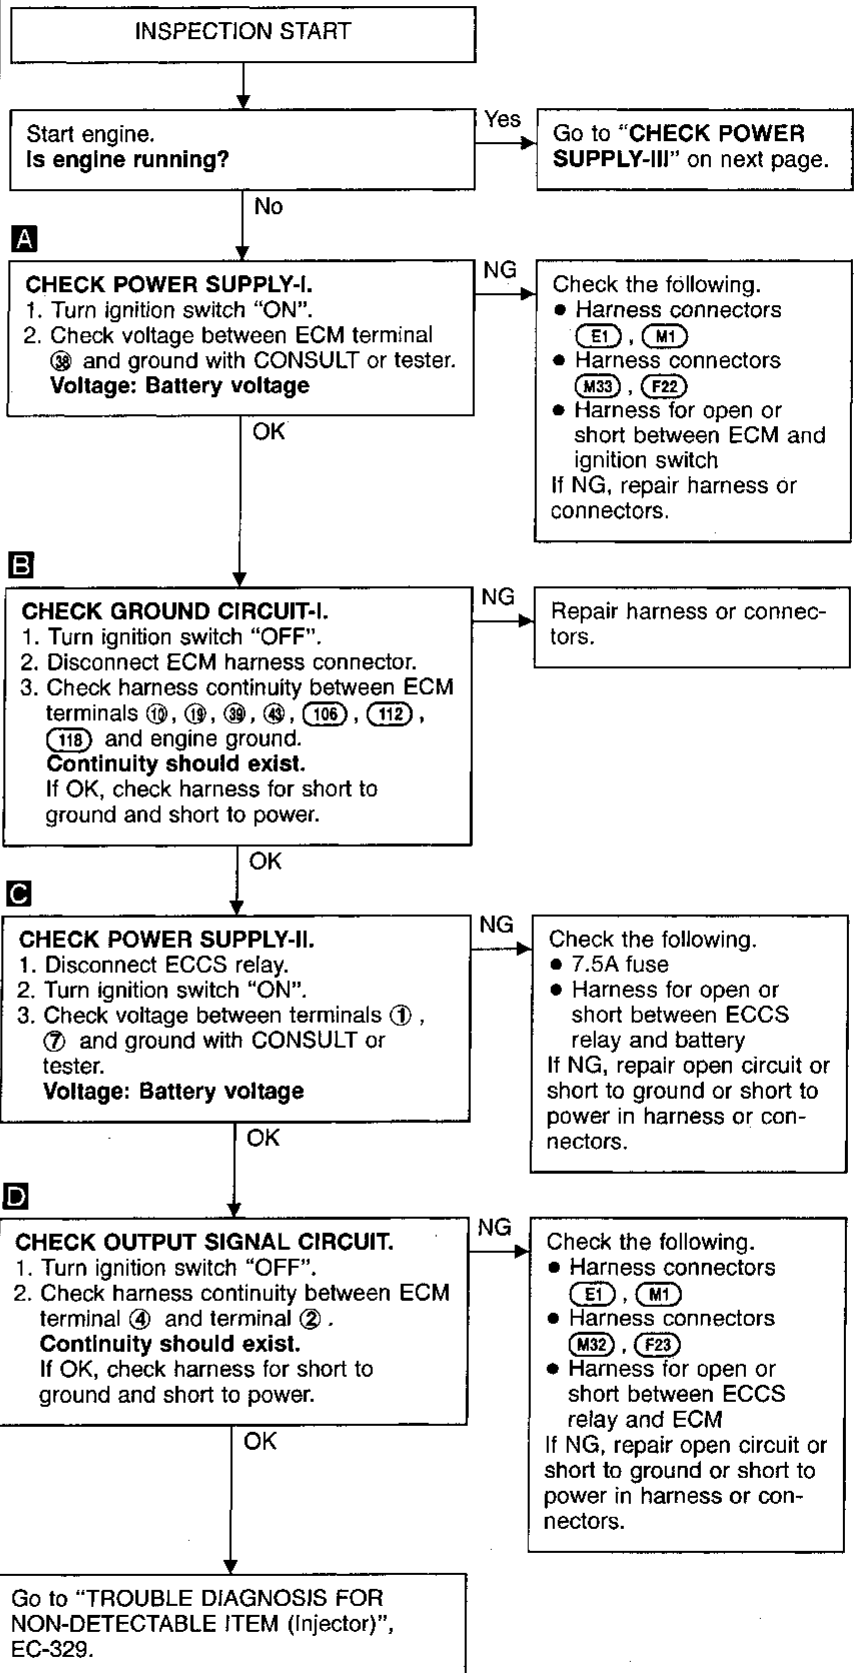 INSPECTION START
Start engine.
Is engine running?
Yes
Go to "CHECK POWER
SUPPLY-III" on next page.
No
A
CHECK POWER SUPPLY-I.
1. Turn ignition switch "ON".
2. Check voltage between ECM terminal
㊳ and ground with CONSULT or tester.
Voltage: Battery voltage
NG
Check the following.
● Harness connectors
(E1), (M1)
● Harness connectors
(M33), (F22)
● Harness for open or
short between ECM and
ignition switch
If NG, repair harness or
connectors.
OK
B
CHECK GROUND CIRCUIT-I.
1. Turn ignition switch "OFF".
2. Disconnect ECM harness connector.
3. Check harness continuity between ECM
terminals ⑩, ⑲, ㊴, ㊸, (106), (112),
(118) and engine ground.
Continuity should exist.
If OK, check harness for short to
ground and short to power.
NG
Repair harness or connec-
tors.
OK
C
CHECK POWER SUPPLY-II.
1. Disconnect ECCS relay.
2. Turn ignition switch "ON".
3. Check voltage between terminals ①,
⑦ and ground with CONSULT or
tester.
Voltage: Battery voltage
NG
Check the following.
● 7.5A fuse
● Harness for open or
short between ECCS
relay and battery
If NG, repair open circuit or
short to ground or short to
power in harness or con-
nectors.
OK
D
CHECK OUTPUT SIGNAL CIRCUIT.
1. Turn ignition switch "OFF".
2. Check harness continuity between ECM
terminal ④ and terminal ②.
Continuity should exist.
If OK, check harness for short to
ground and short to power.
NG
Check the following.
● Harness connectors
(E1), (M1)
● Harness connectors
(M32), (F23)
● Harness for open or
short between ECCS
relay and ECM
If NG, repair open circuit or
short to ground or short to
power in harness or con-
nectors.
OK
Go to "TROUBLE DIAGNOSIS FOR
NON-DETECTABLE ITEM (Injector)",
EC-329.